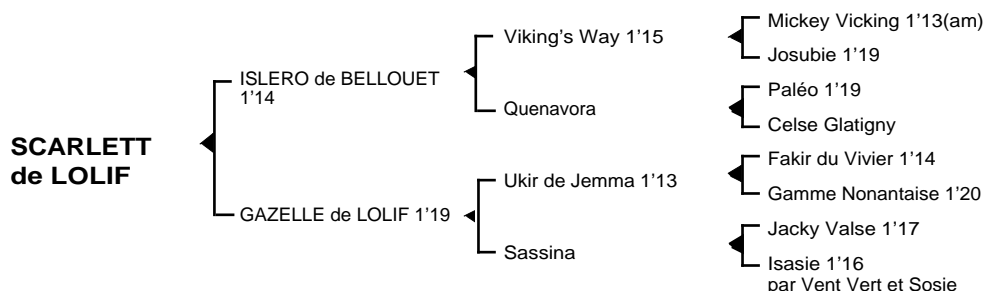 SCARLETT
de LOLIF
ISLERO de BELLOUET
1’14
GAZELLE de LOLIF 1’19
Viking’s Way 1’15
Quenavora
Ukir de Jemma 1’13
Sassina
Mickey Vicking 1’13(am)
Josubie 1’19
Paléo 1’19
Celse Glatigny
Fakir du Vivier 1’14
Gamme Nonantaise 1’20
Jacky Valse 1’17
Isasie 1’16
par Vent Vert et Sosie